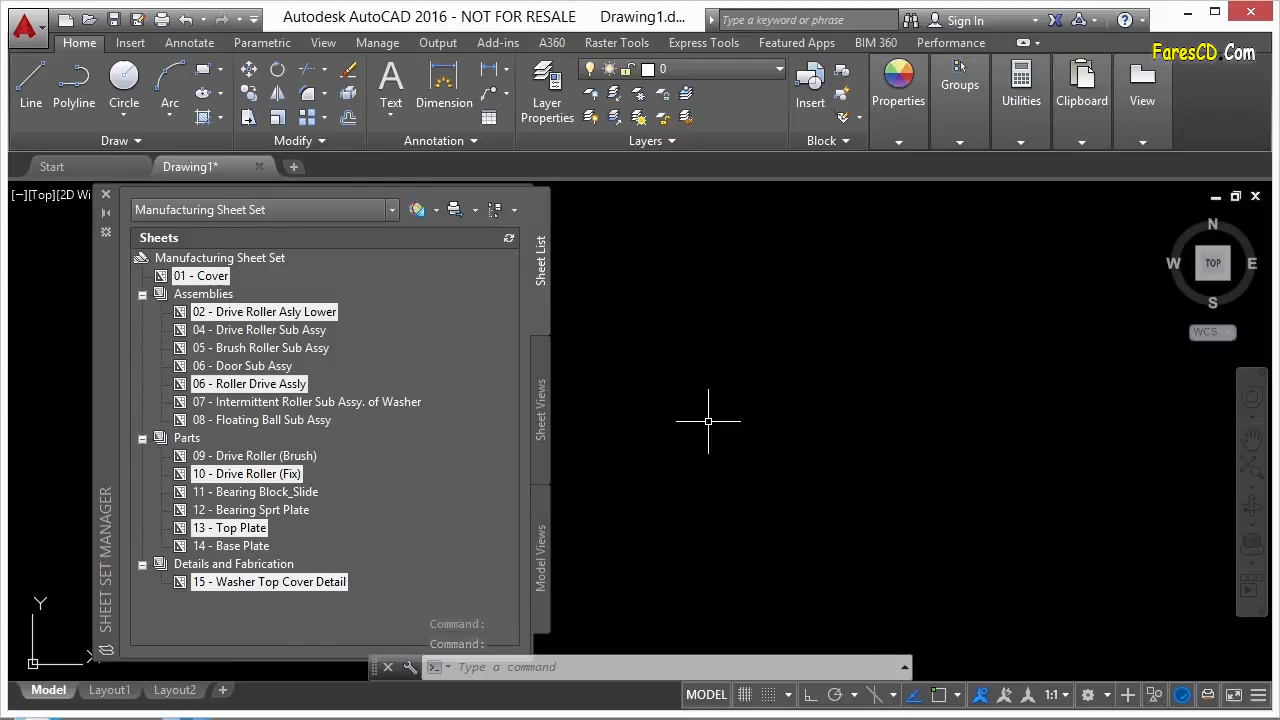 Autodesk AutoCAD 2016 - NOT FOR RESALE Drawing1.d...
Type a keyword or phrase
Sign In
Home Insert Annotate Parametric View Manage Output Add-ins A360 Raster Tools Express Tools Featured Apps BIM 360 Performance
FaresCD.Com
Line Polyline Circle Arc Text Dimension Layer Properties 0 Insert Properties Groups Utilities Clipboard View
Draw Modify Annotation Layers Block
Start Drawing1*
[−][Top][2D Wi
Manufacturing Sheet Set
Sheets
Manufacturing Sheet Set
01 - Cover
Assemblies
02 - Drive Roller Asly Lower
04 - Drive Roller Sub Assy
05 - Brush Roller Sub Assy
06 - Door Sub Assy
06 - Roller Drive Assly
07 - Intermittent Roller Sub Assy. of Washer
08 - Floating Ball Sub Assy
Parts
09 - Drive Roller (Brush)
10 - Drive Roller (Fix)
11 - Bearing Block_Slide
12 - Bearing Sprt Plate
13 - Top Plate
14 - Base Plate
Details and Fabrication
15 - Washer Top Cover Detail
SHEET SET MANAGER
Sheet List
Sheet Views
Model Views
N
W TOP E
S
WCS
Y
X
Command:
Command:
Type a command
Model Layout1 Layout2
MODEL 1:1